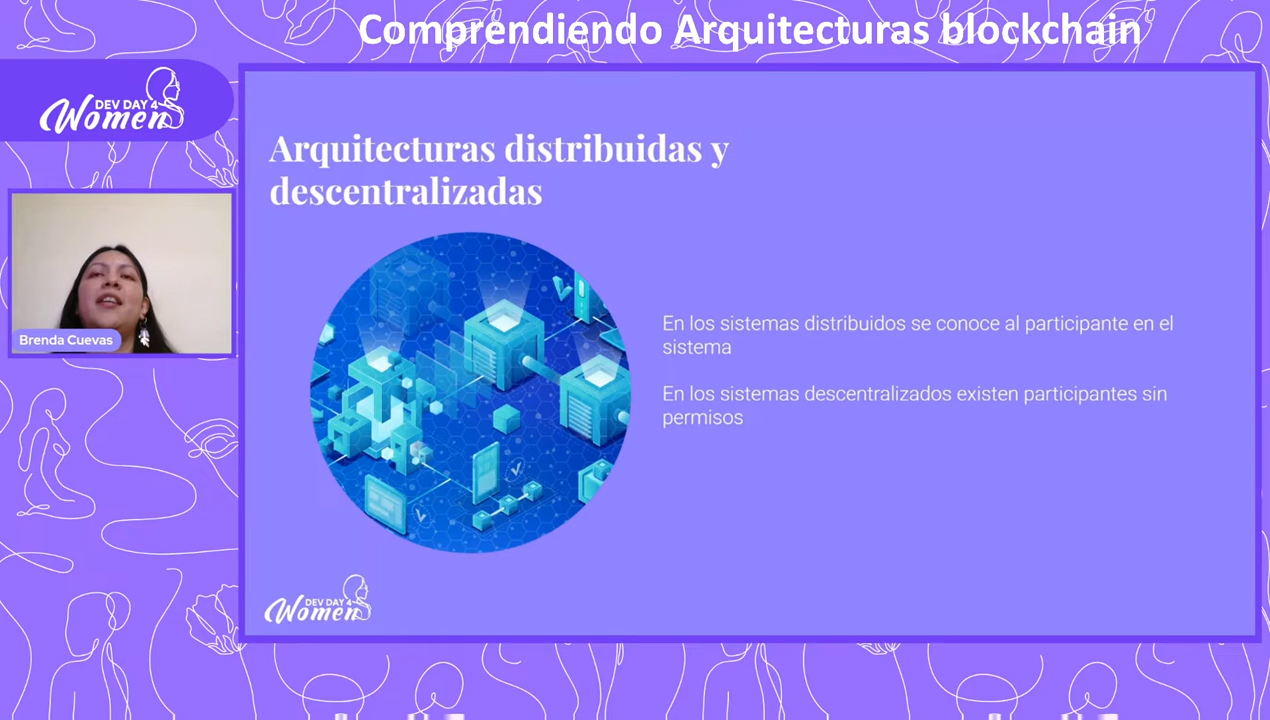 Comprendiendo Arquitecturas blockchain
DEV DAY 4
Women
Brenda Cuevas
Arquitecturas distribuidas y
descentralizadas
En los sistemas distribuidos se conoce al participante en el
sistema
En los sistemas descentralizados existen participantes sin
permisos
DEV DAY 4
Women